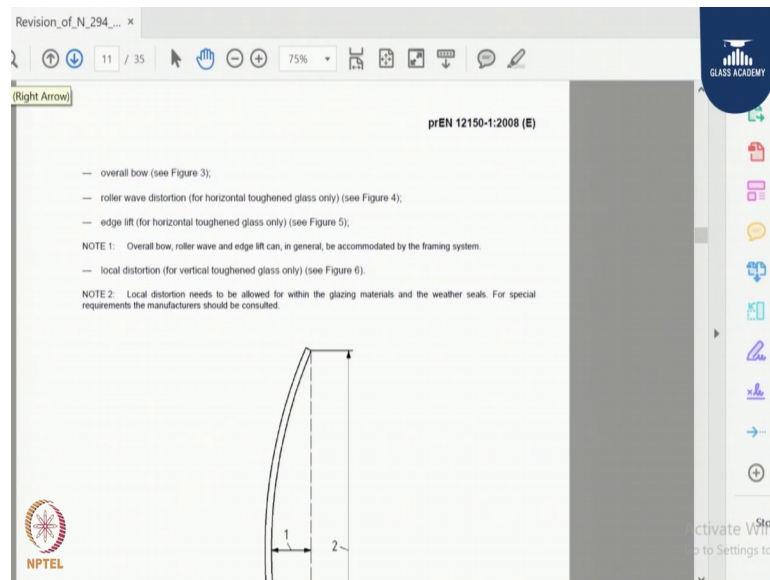 Revision_of_N_294_... ×
11 / 35
75%
GLASS ACADEMY
(Right Arrow)
prEN 12150-1:2008 (E)
— overall bow (see Figure 3);
— roller wave distortion (for horizontal toughened glass only) (see Figure 4);
— edge lift (for horizontal toughened glass only) (see Figure 5);
NOTE 1: Overall bow, roller wave and edge lift can, in general, be accommodated by the framing system.
— local distortion (for vertical toughened glass only) (see Figure 6).
NOTE 2: Local distortion needs to be allowed for within the glazing materials and the weather seals. For special
requirements the manufacturers should be consulted.
1
2
NPTEL
to Settings to